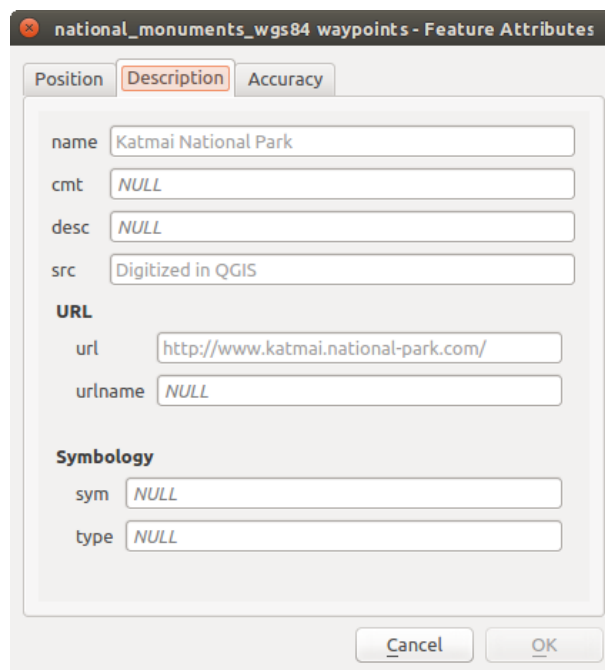 national_monuments_wgs84 waypoints - Feature Attributes
Position Description Accuracy
name Katmai National Park
cmt NULL
desc NULL
src Digitized in QGIS
URL
url http://www.katmai.national-park.com/
urlname NULL
Symbology
sym NULL
type NULL
Cancel OK